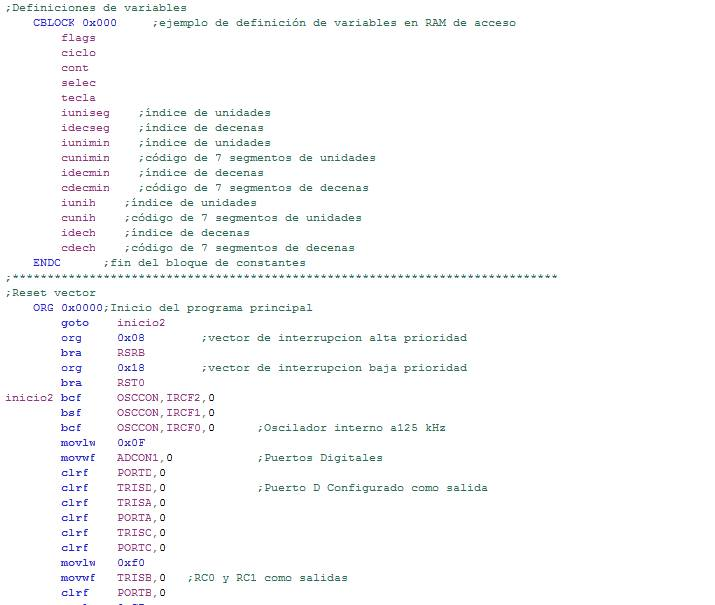 ;Definiciones de variables
CBLOCK 0x000 ;ejemplo de definición de variables en RAM de acceso
flags
ciclo
cont
selec
tecla
iuniseg ;índice de unidades
idecseg ;índice de decenas
iunimin ;índice de unidades
cunimin ;código de 7 segmentos de unidades
idecmin ;índice de decenas
cdecmin ;código de 7 segmentos de decenas
iunih ;índice de unidades
cunih ;código de 7 segmentos de unidades
idech ;índice de decenas
cdech ;código de 7 segmentos de decenas
ENDC ;fin del bloque de constantes
;******************************************************************************
;Reset vector
ORG 0x0000;Inicio del programa principal
goto inicio2
org 0x08 ;vector de interrupcion alta prioridad
bra RSRB
org 0x18 ;vector de interrupcion baja prioridad
bra RST0
inicio2 bcf OSCCON,IRCF2,0
bsf OSCCON,IRCF1,0
bcf OSCCON,IRCF0,0 ;Oscilador interno a125 kHz
movlw 0x0F
movwf ADCON1,0 ;Puertos Digitales
clrf PORTD,0
clrf TRISD,0 ;Puerto D Configurado como salida
clrf TRISA,0
clrf PORTA,0
clrf TRISC,0
clrf PORTC,0
movlw 0xf0
movwf TRISB,0 ;RC0 y RC1 como salidas
clrf PORTB,0